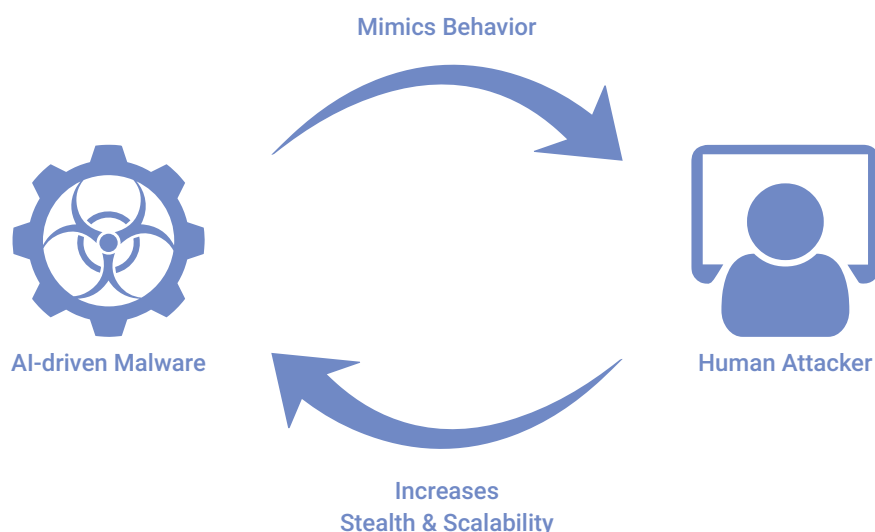 Mimics Behavior
AI-driven Malware
Human Attacker
Increases
Stealth & Scalability